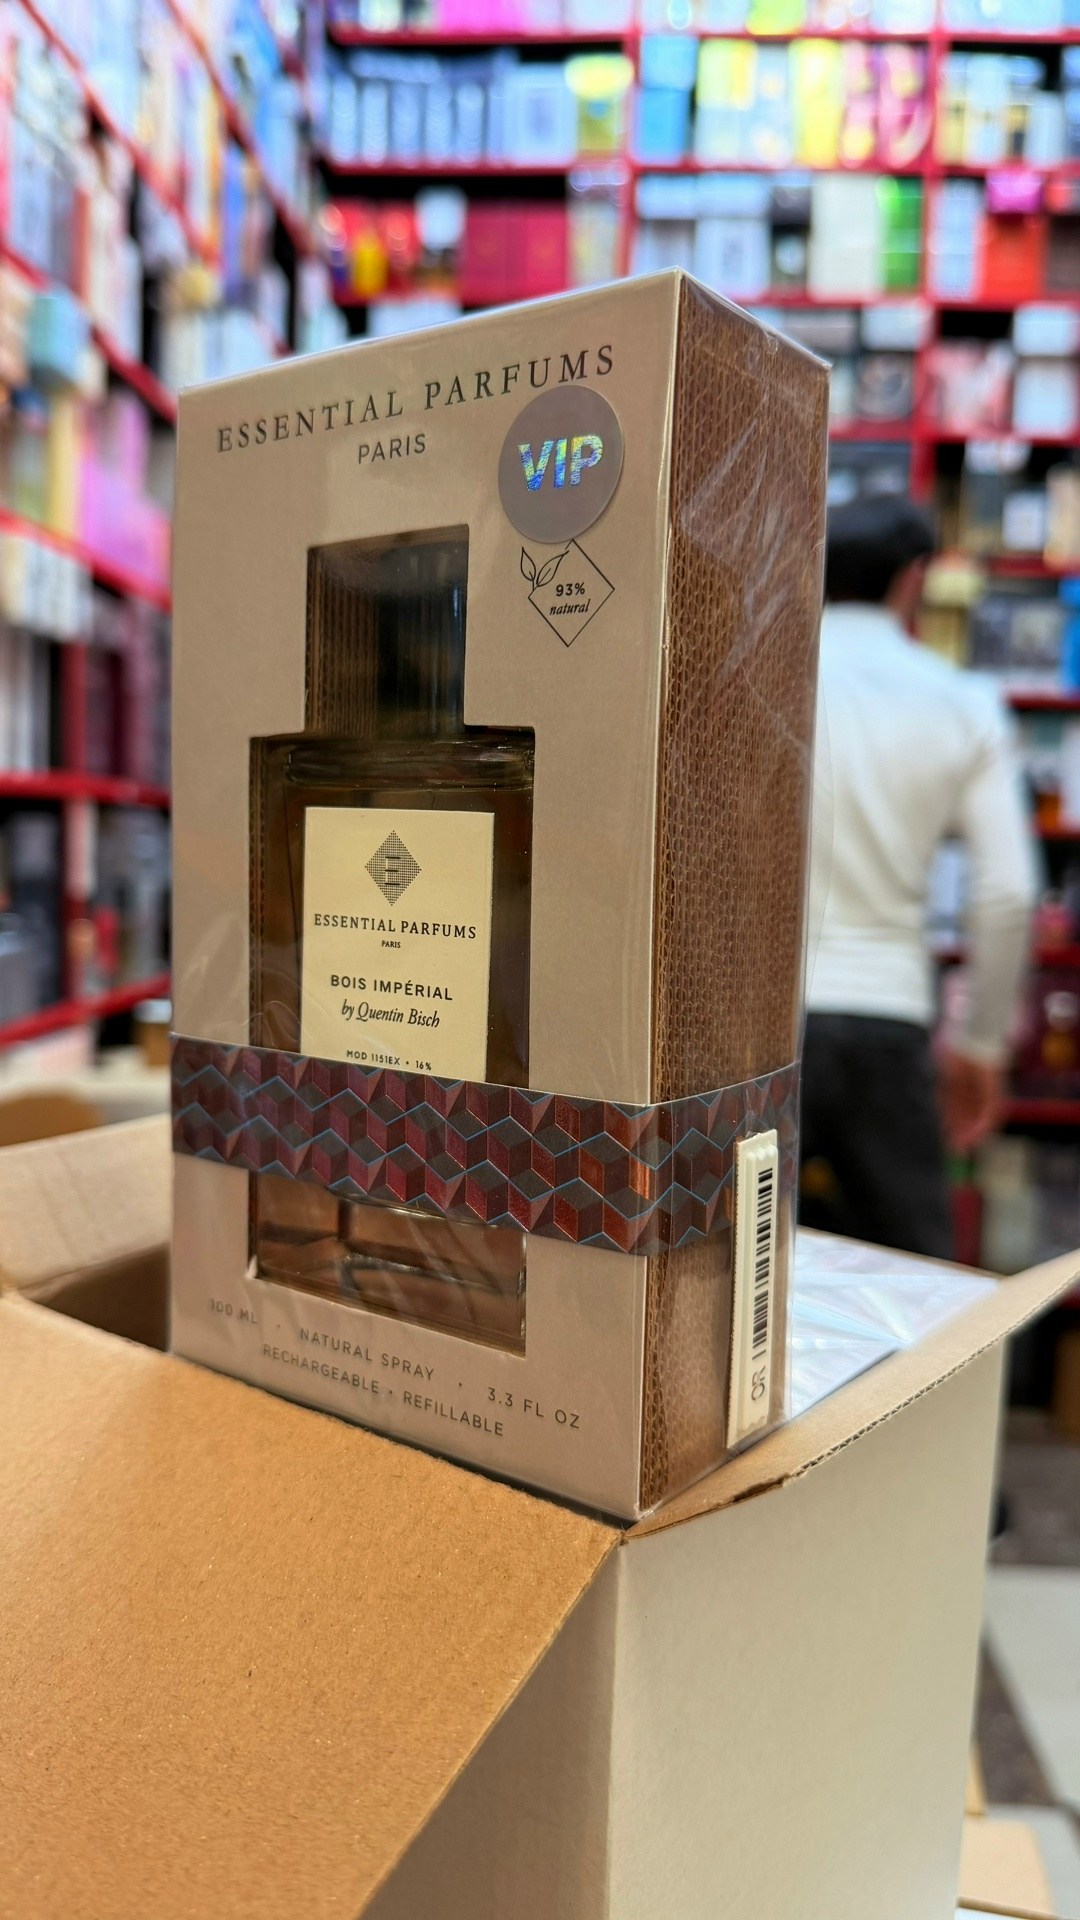 ESSENTIAL PARFUMS
PARIS
VIP
93%
natural
E
ESSENTIAL PARFUMS
PARIS
BOIS IMPÉRIAL
by Quentin Bisch
MOD 1151EX • 16%
100 ML · NATURAL SPRAY · 3.3 FL OZ
RECHARGEABLE • REFILLABLE
OR